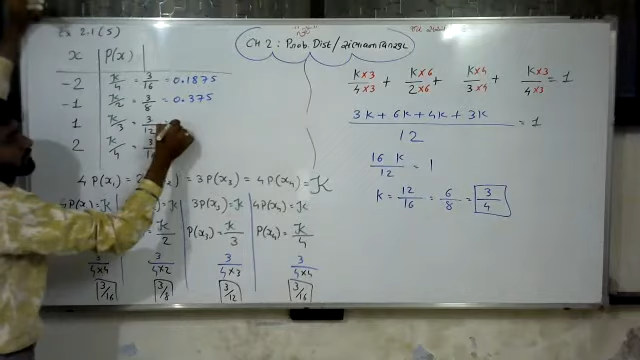 Ex 2.1 (5)
CH 2 : Prob. Dist /
x P(x)
-2 K/4 = 3/16 = 0.1875
-1 K/2 = 3/8 = 0.375
1 K/3 = 3/12
2 K/4 =
4P(x₁) = = 3P(x₃) = 4P(x₄) = K
4P(x₁) = K 3P(x₃) = K 4P(x₄) = K
K/2 P(x₃) = K/3 P(x₄) = K/4
3/4×4 3/4×2 3/4×3 3/4×4
3/16 3/8 3/12 3/16
K×3/4×3 + K×6/2×6 + K×4/3×4 + K×3/4×3 = 1
3K + 6K + 4K + 3K / 12 = 1
16 K / 12 = 1
K = 12/16 = 6/8 = 3/4